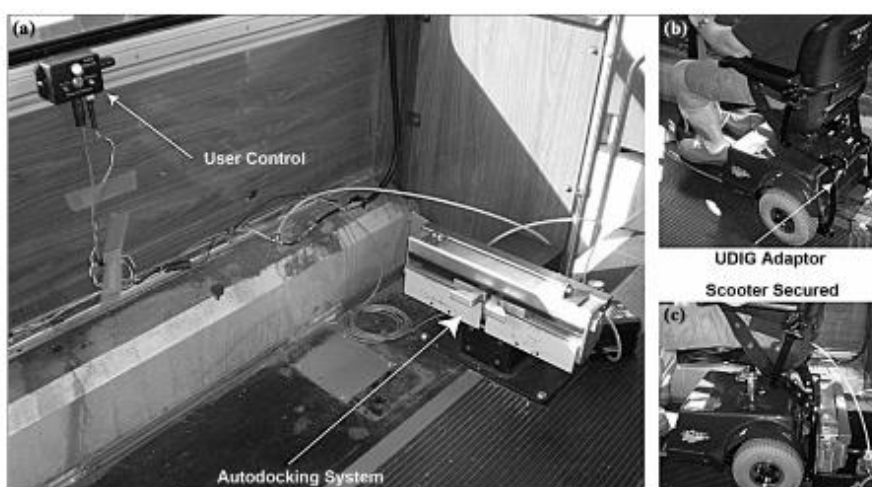 (a)
User Control
Autodocking System
(b)
UDIG Adaptor
Scooter Secured
(c)